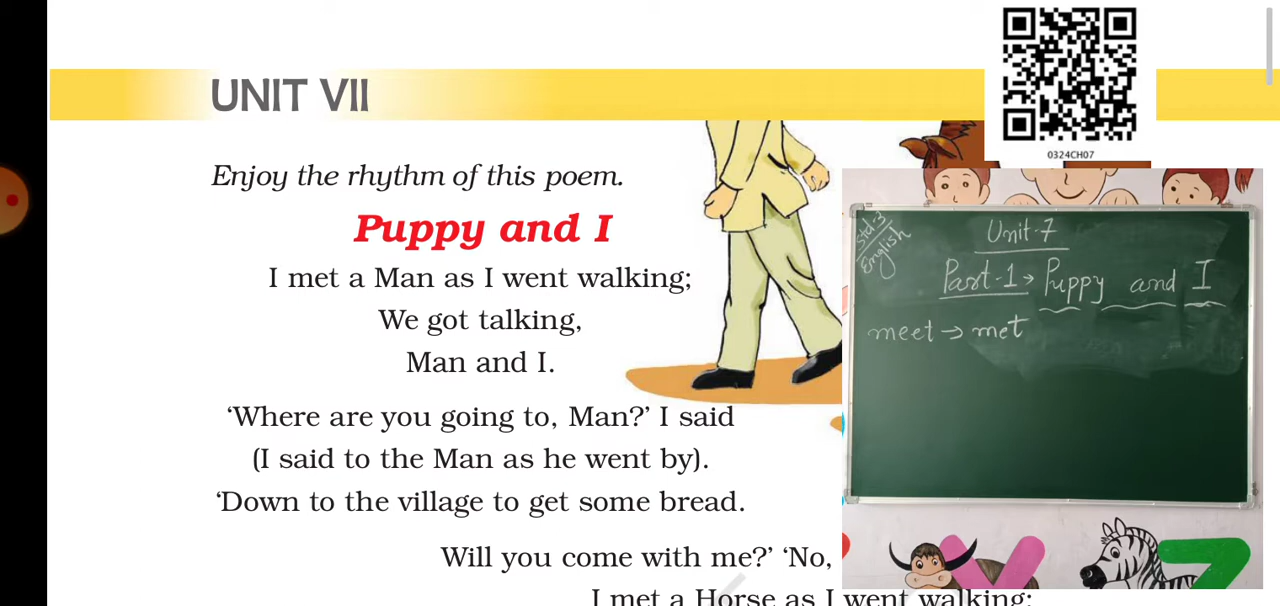 UNIT VII
0324CH07
Enjoy the rhythm of this poem.
Puppy and I
I met a Man as I went walking;
We got talking,
Man and I.
‘Where are you going to, Man?’ I said
(I said to the Man as he went by).
‘Down to the village to get some bread.
Will you come with me?’ ‘No,
I met a Horse as I went walking;
Std-3
English
Unit-7
Part-1→ Puppy and I
meet → met